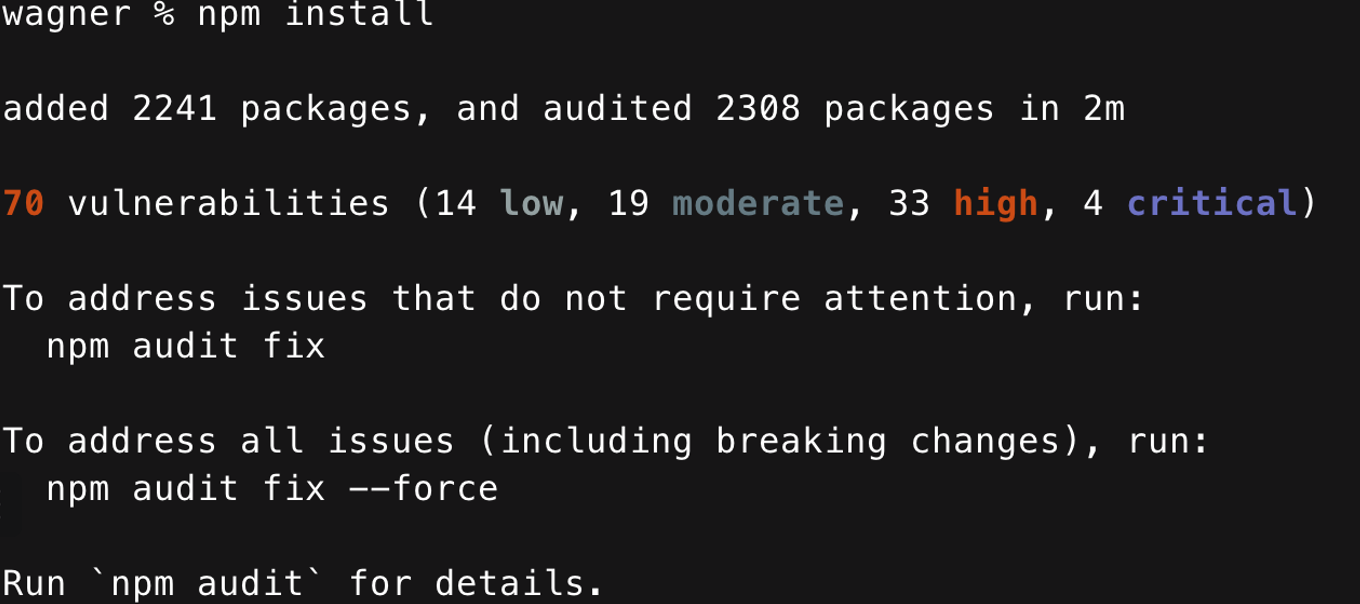 wagner % npm install
added 2241 packages, and audited 2308 packages in 2m
70 vulnerabilities (14 low, 19 moderate, 33 high, 4 critical)
To address issues that do not require attention, run:
  npm audit fix
To address all issues (including breaking changes), run:
  npm audit fix --force
Run `npm audit` for details.